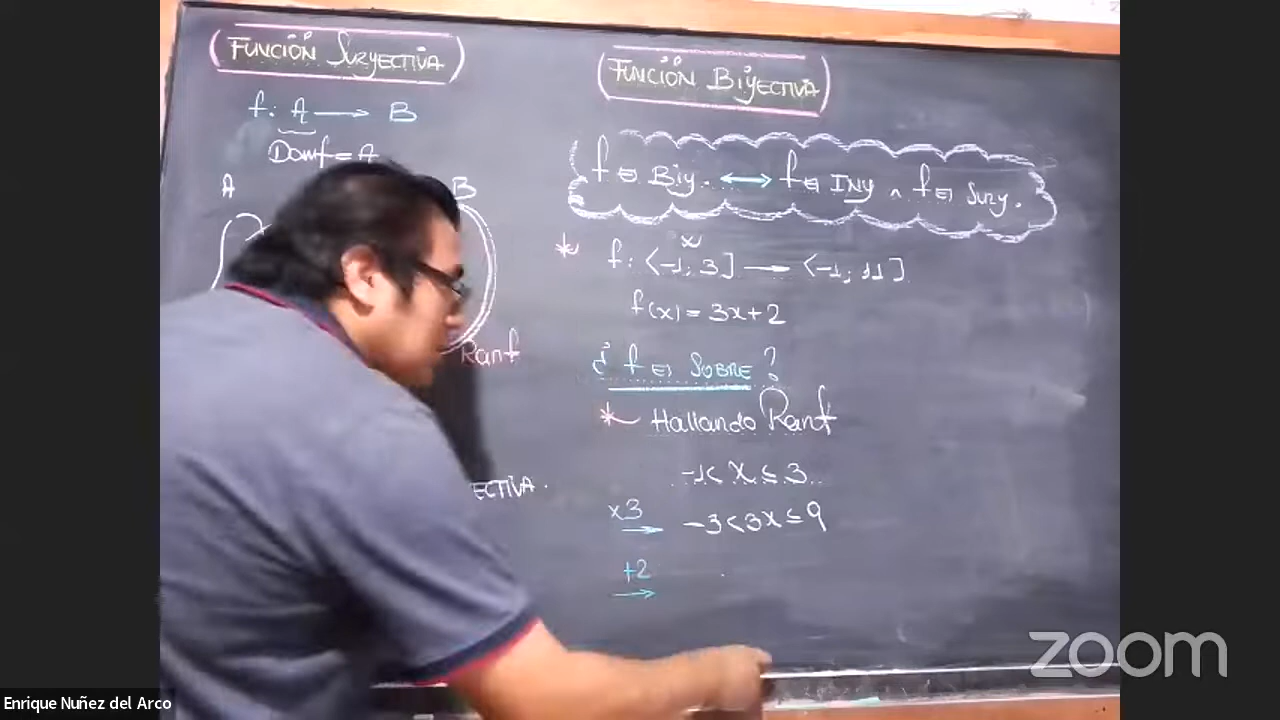 FUNCIÓN SURYECTIVA
f: A → B
Domf = A
A
B
Ranf
ECTIVA.
FUNCIÓN BIYECTIVA
f es Biy. ↔ f es INY ∧ f es Sury.
* f: <-1; 3] → <-1; 11]
x
f(x) = 3x+2
¿f es SOBRE?
* Hallando Ranf
-1 < x ≤ 3
x3 → -3 < 3x ≤ 9
+2 →
zoom
Enrique Nuñez del Arco